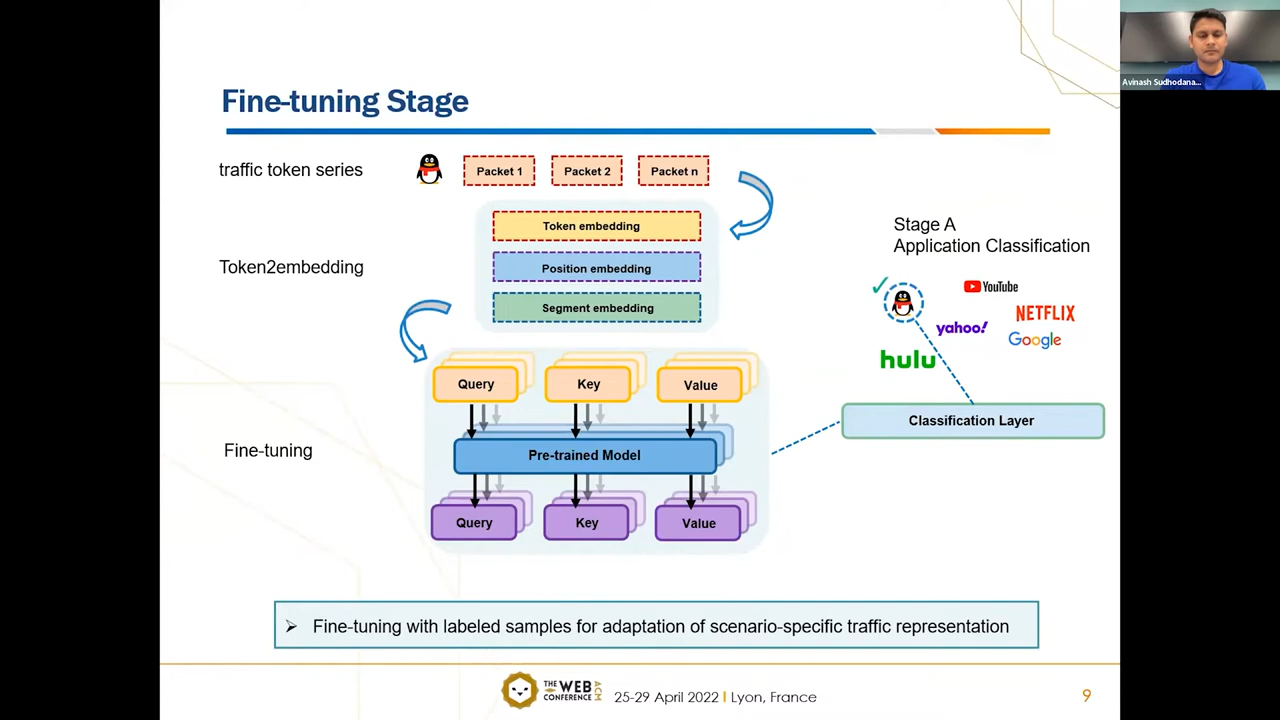 Avinash Sudhodana...
Fine-tuning Stage
traffic token series
Packet 1
Packet 2
Packet n
Token2embedding
Token embedding
Position embedding
Segment embedding
Stage A
Application Classification
YouTube
NETFLIX
yahoo!
Google
hulu
Classification Layer
Fine-tuning
Query
Key
Value
Pre-trained Model
Query
Key
Value
Fine-tuning with labeled samples for adaptation of scenario-specific traffic representation
THE WEB
CONFERENCE
ACM
25-29 April 2022 I Lyon, France
9